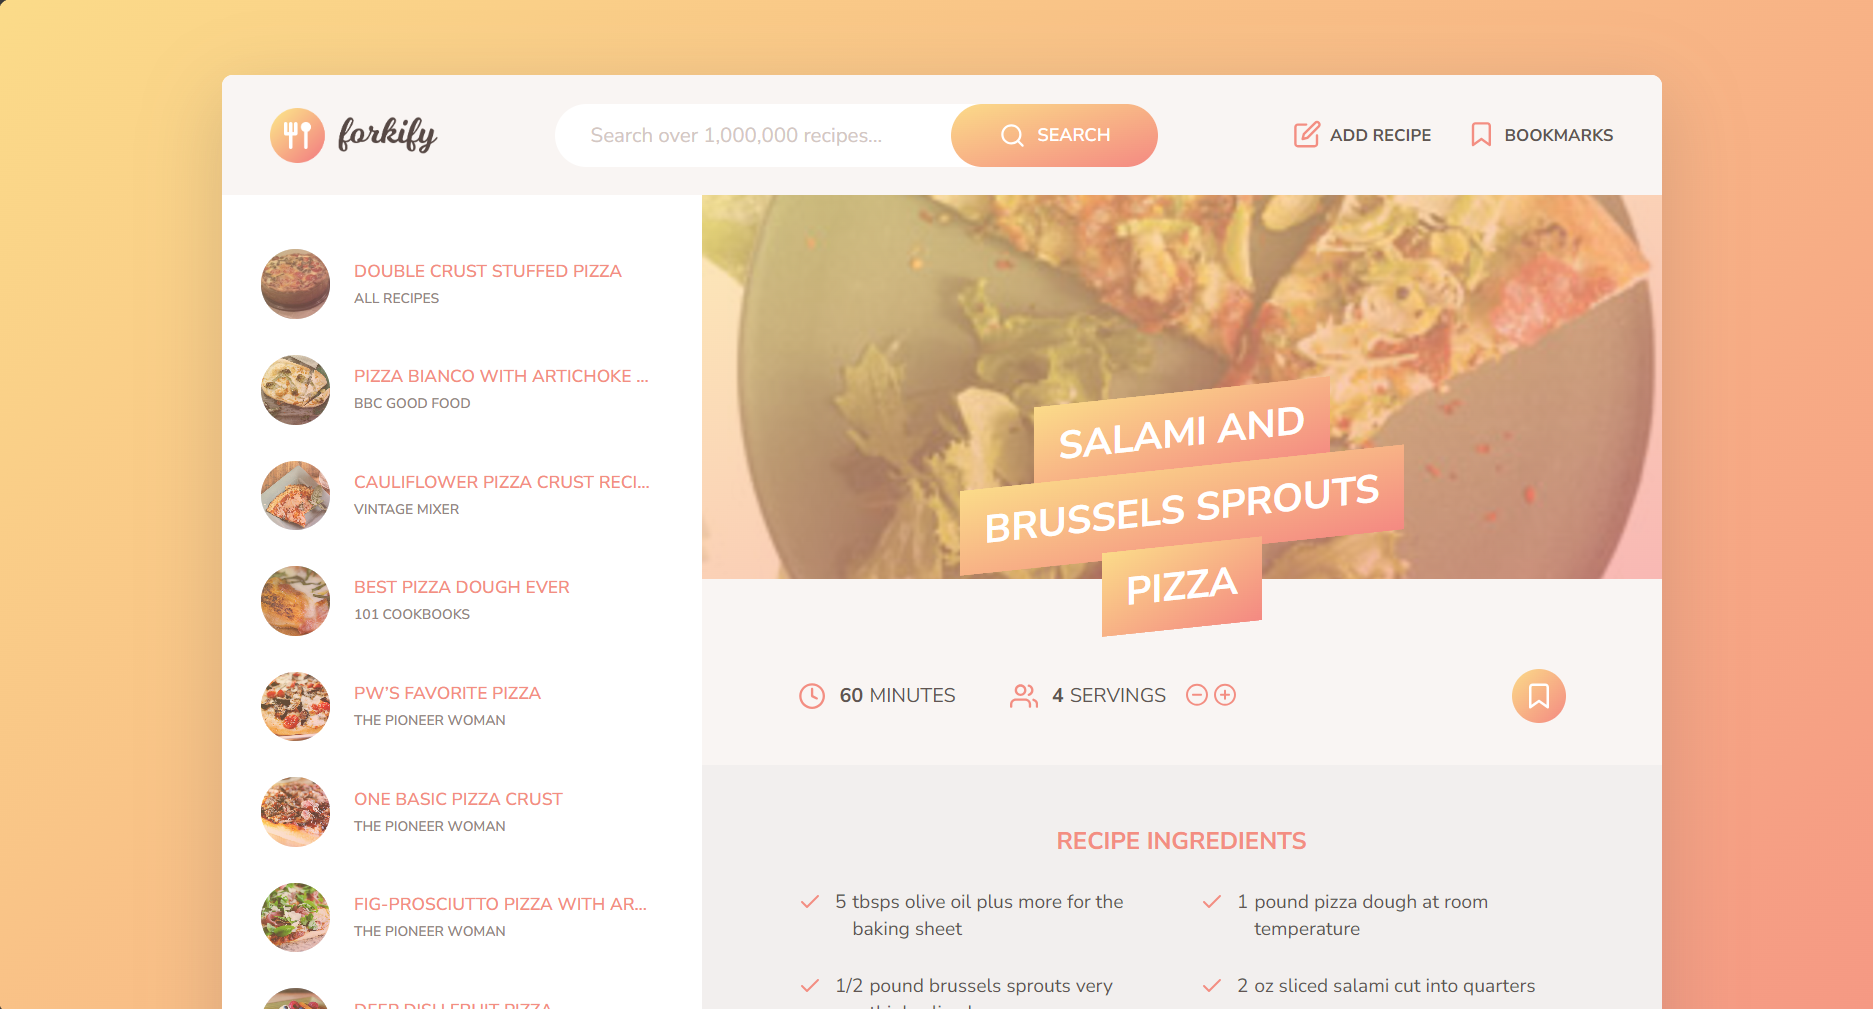 forkify
Search over 1,000,000 recipes...
SEARCH
ADD RECIPE
BOOKMARKS
DOUBLE CRUST STUFFED PIZZA
ALL RECIPES
PIZZA BIANCO WITH ARTICHOKE ...
BBC GOOD FOOD
CAULIFLOWER PIZZA CRUST RECI...
VINTAGE MIXER
BEST PIZZA DOUGH EVER
101 COOKBOOKS
PW'S FAVORITE PIZZA
THE PIONEER WOMAN
ONE BASIC PIZZA CRUST
THE PIONEER WOMAN
FIG-PROSCIUTTO PIZZA WITH AR...
THE PIONEER WOMAN
DEEP DISH FRUIT PIZZA
SALAMI AND
BRUSSELS SPROUTS
PIZZA
60 MINUTES
4 SERVINGS
RECIPE INGREDIENTS
5 tbsps olive oil plus more for the
baking sheet
1 pound pizza dough at room
temperature
1/2 pound brussels sprouts very
2 oz sliced salami cut into quarters